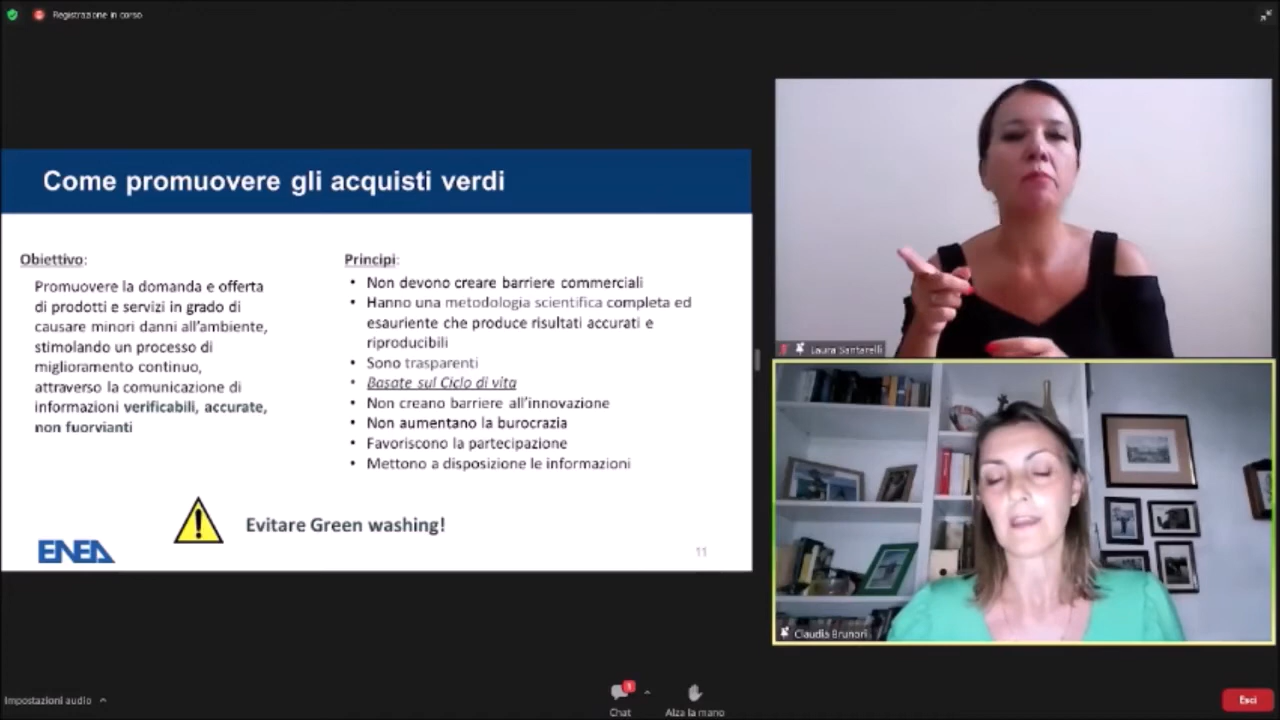 Registrazione in corso
Come promuovere gli acquisti verdi
Obiettivo:
Promuovere la domanda e offerta
di prodotti e servizi in grado di
causare minori danni all'ambiente,
stimolando un processo di
miglioramento continuo,
attraverso la comunicazione di
informazioni verificabili, accurate,
non fuorvianti
Principi:
• Non devono creare barriere commerciali
• Hanno una metodologia scientifica completa ed
esauriente che produce risultati accurati e
riproducibili
• Sono trasparenti
• Basate sul Ciclo di vita
• Non creano barriere all'innovazione
• Non aumentano la burocrazia
• Favoriscono la partecipazione
• Mettono a disposizione le informazioni
Evitare Green washing!
ENEA
11
Laura Santarelli
Claudia Brunori
Impostazioni audio
1
Chat
Alza la mano
Esci